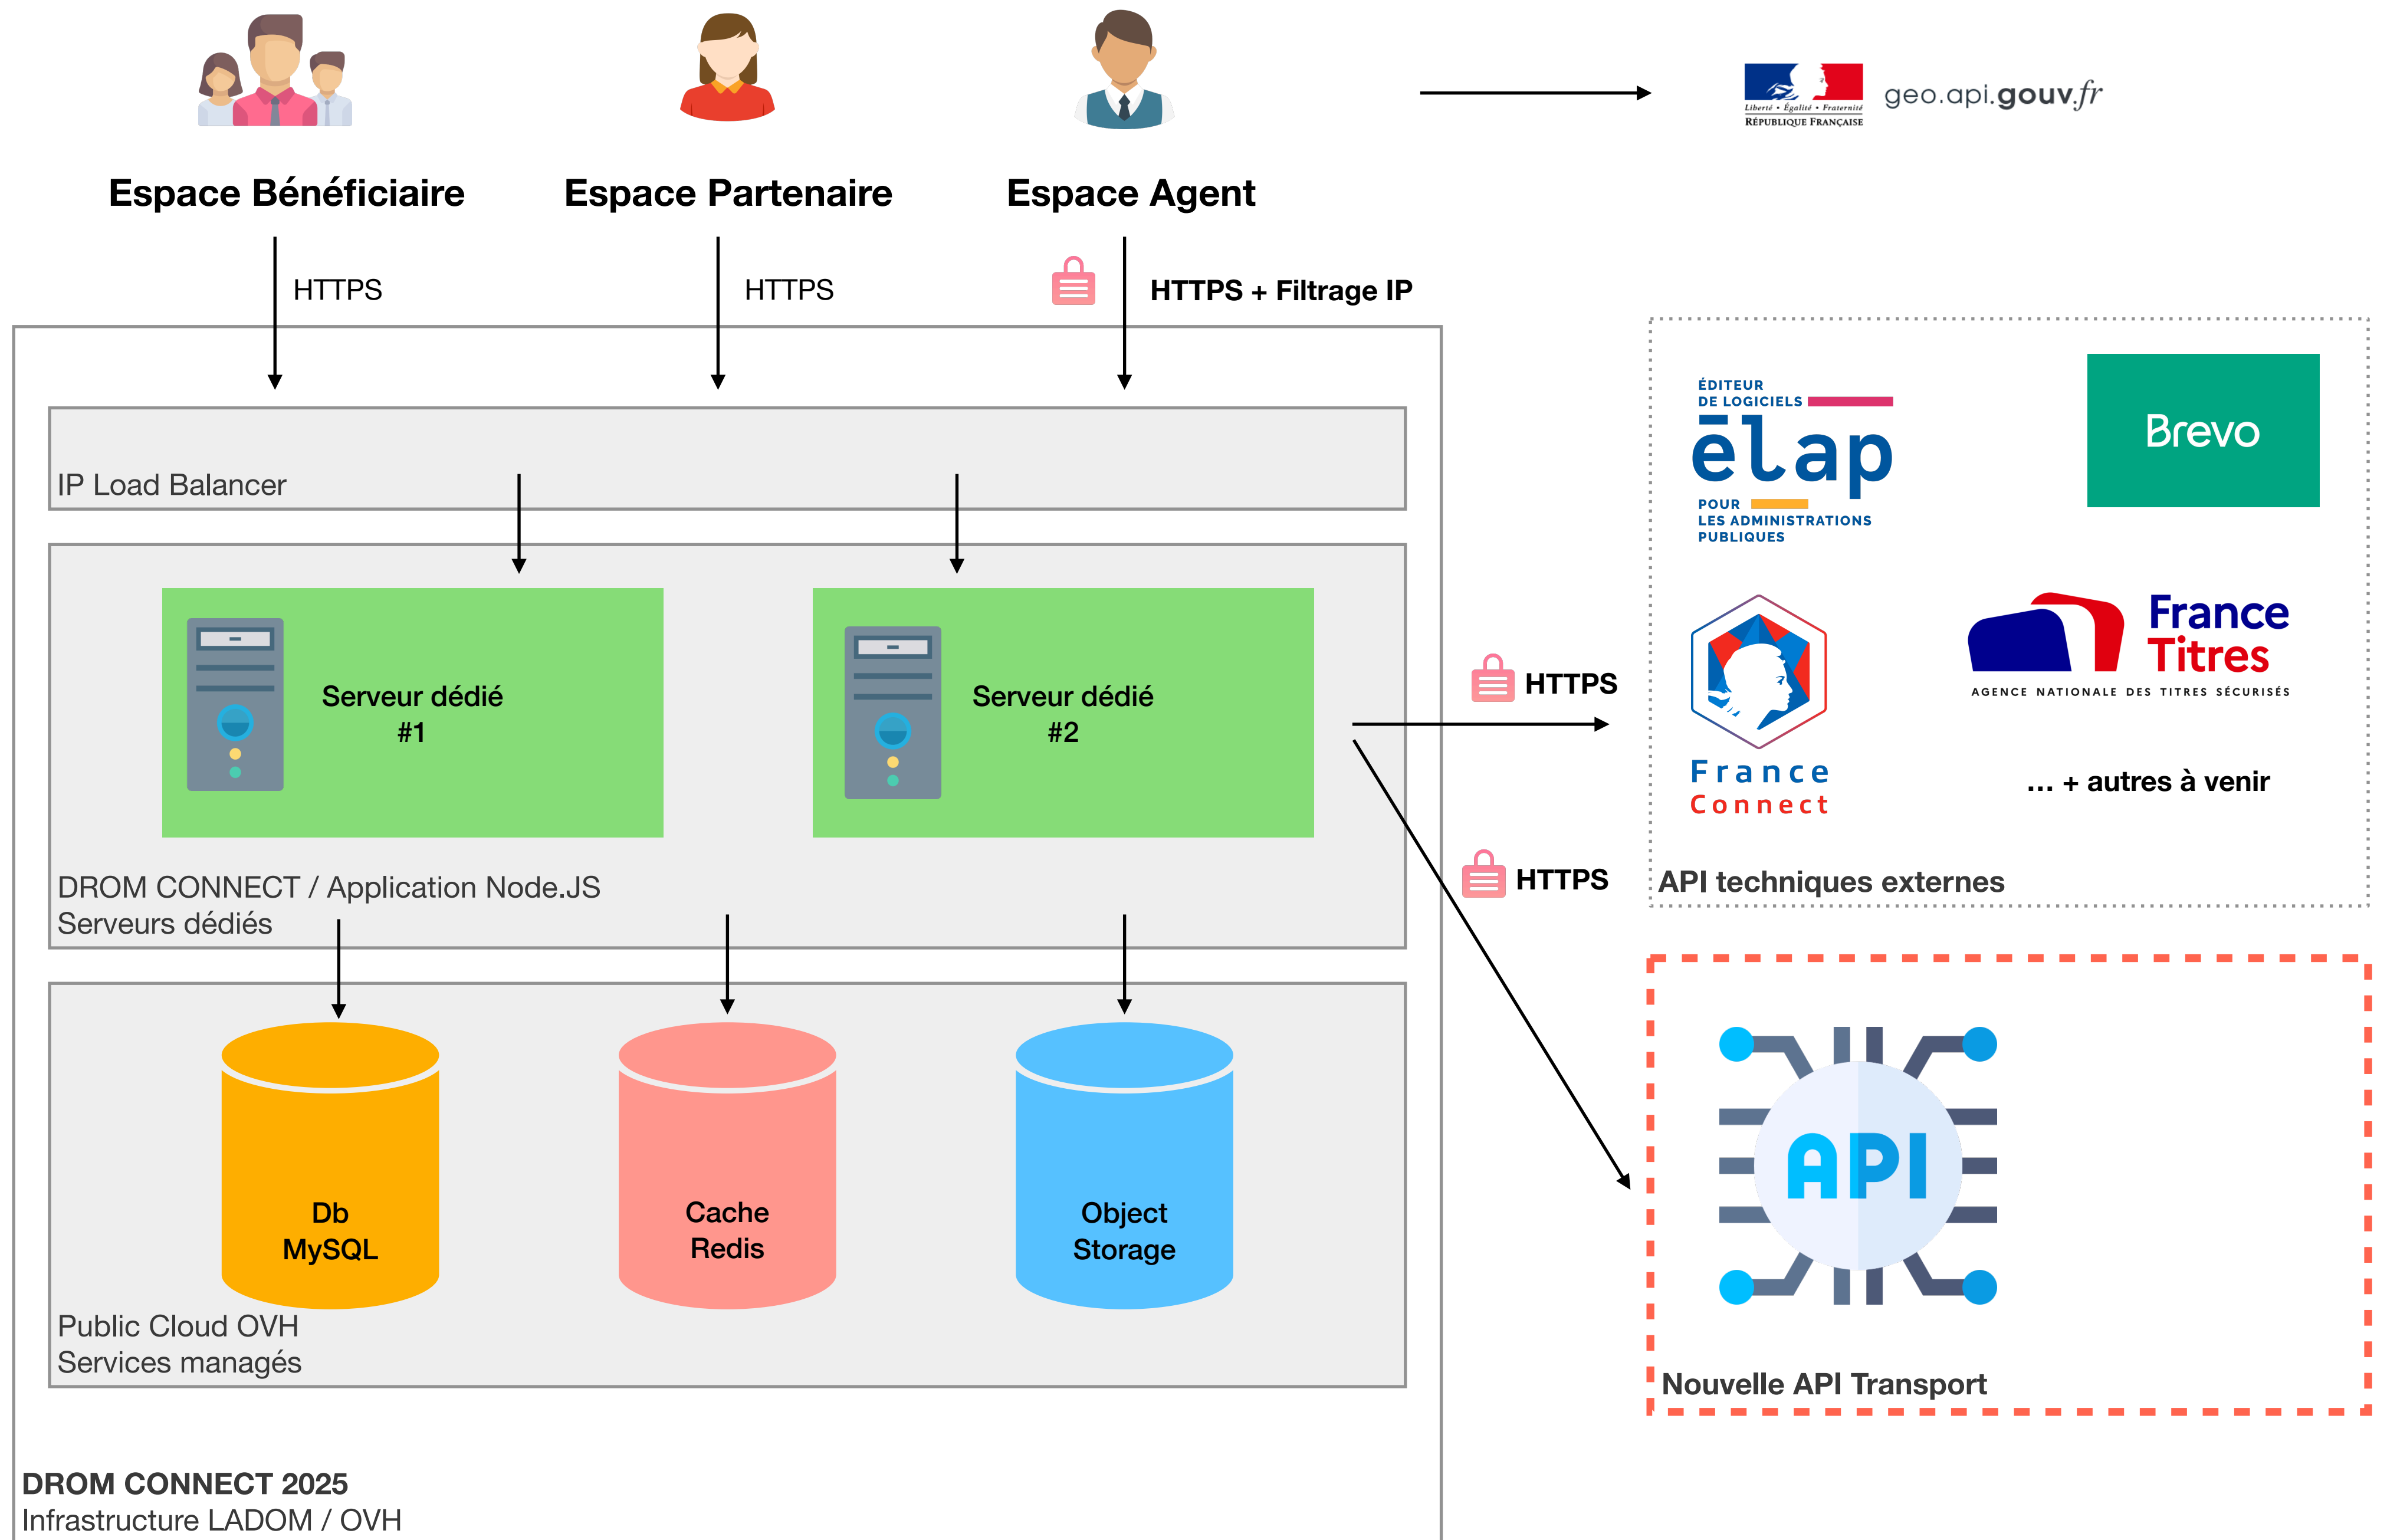 Liberté • Égalité • Fraternité
RÉPUBLIQUE FRANÇAISE
geo.api.gouv.fr
Espace Bénéficiaire
Espace Partenaire
Espace Agent
HTTPS
HTTPS
HTTPS + Filtrage IP
IP Load Balancer
Serveur dédié
#1
Serveur dédié
#2
DROM CONNECT / Application Node.JS
Serveurs dédiés
Db
MySQL
Cache
Redis
Object
Storage
Public Cloud OVH
Services managés
DROM CONNECT 2025
Infrastructure LADOM / OVH
HTTPS
HTTPS
ÉDITEUR
DE LOGICIELS
ēlap
POUR
LES ADMINISTRATIONS
PUBLIQUES
Brevo
France
Connect
France
Titres
AGENCE NATIONALE DES TITRES SÉCURISÉS
... + autres à venir
API techniques externes
API
Nouvelle API Transport